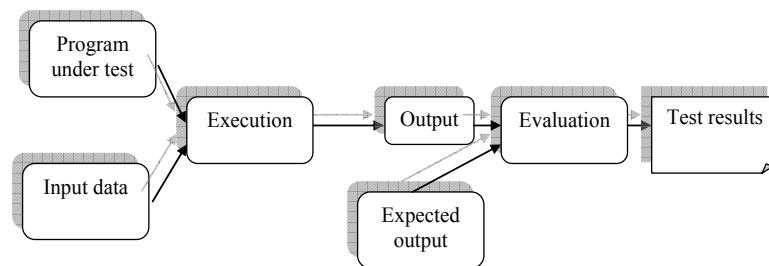 Program
under test
Input data
Execution
Output
Expected
output
Evaluation
Test results